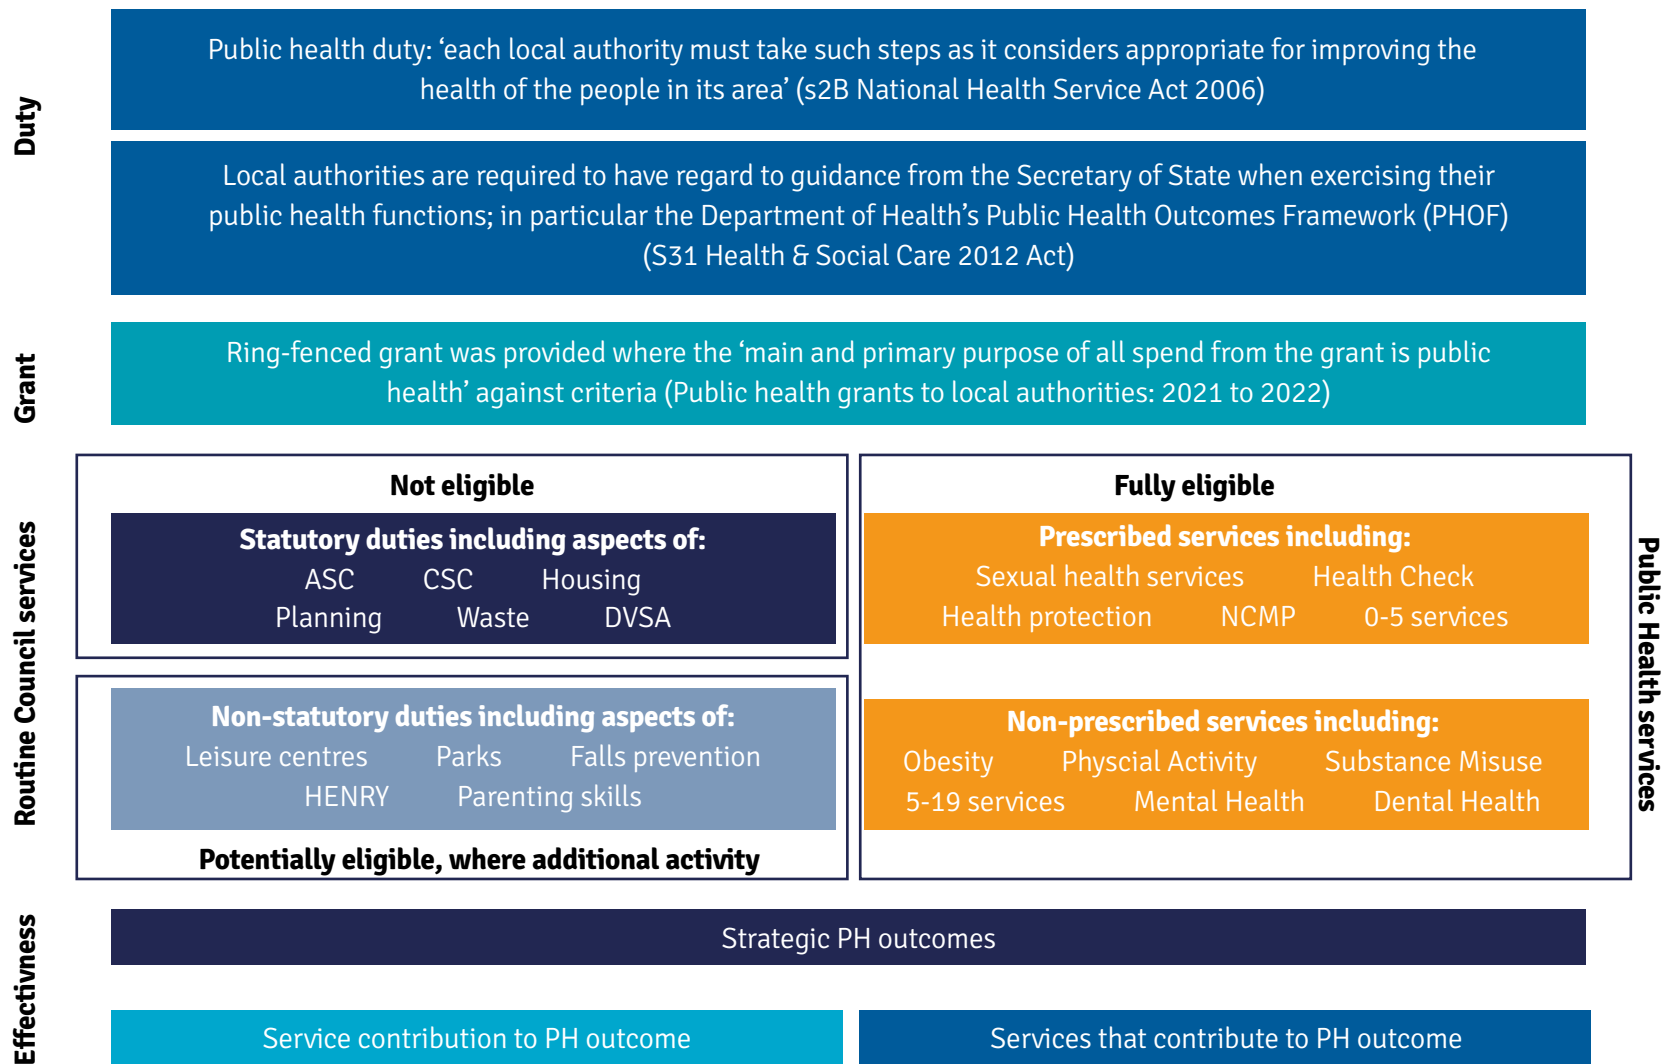 Duty
Public health duty: ‘each local authority must take such steps as it considers appropriate for improving the
health of the people in its area’ (s2B National Health Service Act 2006)
Local authorities are required to have regard to guidance from the Secretary of State when exercising their
public health functions; in particular the Department of Health’s Public Health Outcomes Framework (PHOF)
(S31 Health & Social Care 2012 Act)
Grant
Ring-fenced grant was provided where the ‘main and primary purpose of all spend from the grant is public
health’ against criteria (Public health grants to local authorities: 2021 to 2022)
Routine Council services
Not eligible
Statutory duties including aspects of:
ASC CSC Housing
Planning Waste DVSA
Non-statutory duties including aspects of:
Leisure centres Parks Falls prevention
HENRY Parenting skills
Potentially eligible, where additional activity
Fully eligible
Prescribed services including:
Sexual health services Health Check
Health protection NCMP 0-5 services
Non-prescribed services including:
Obesity Physcial Activity Substance Misuse
5-19 services Mental Health Dental Health
Public Health services
Effectivness
Strategic PH outcomes
Service contribution to PH outcome
Services that contribute to PH outcome